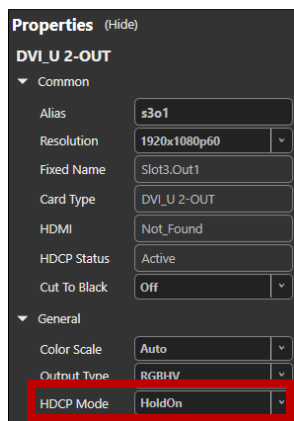 Properties (Hide)
DVI_U 2-OUT
Common
Alias s3o1
Resolution 1920x1080p60
Fixed Name Slot3.Out1
Card Type DVI_U 2-OUT
HDMI Not_Found
HDCP Status Active
Cut To Black Off
General
Color Scale Auto
Output Type RGBHV
HDCP Mode HoldOn